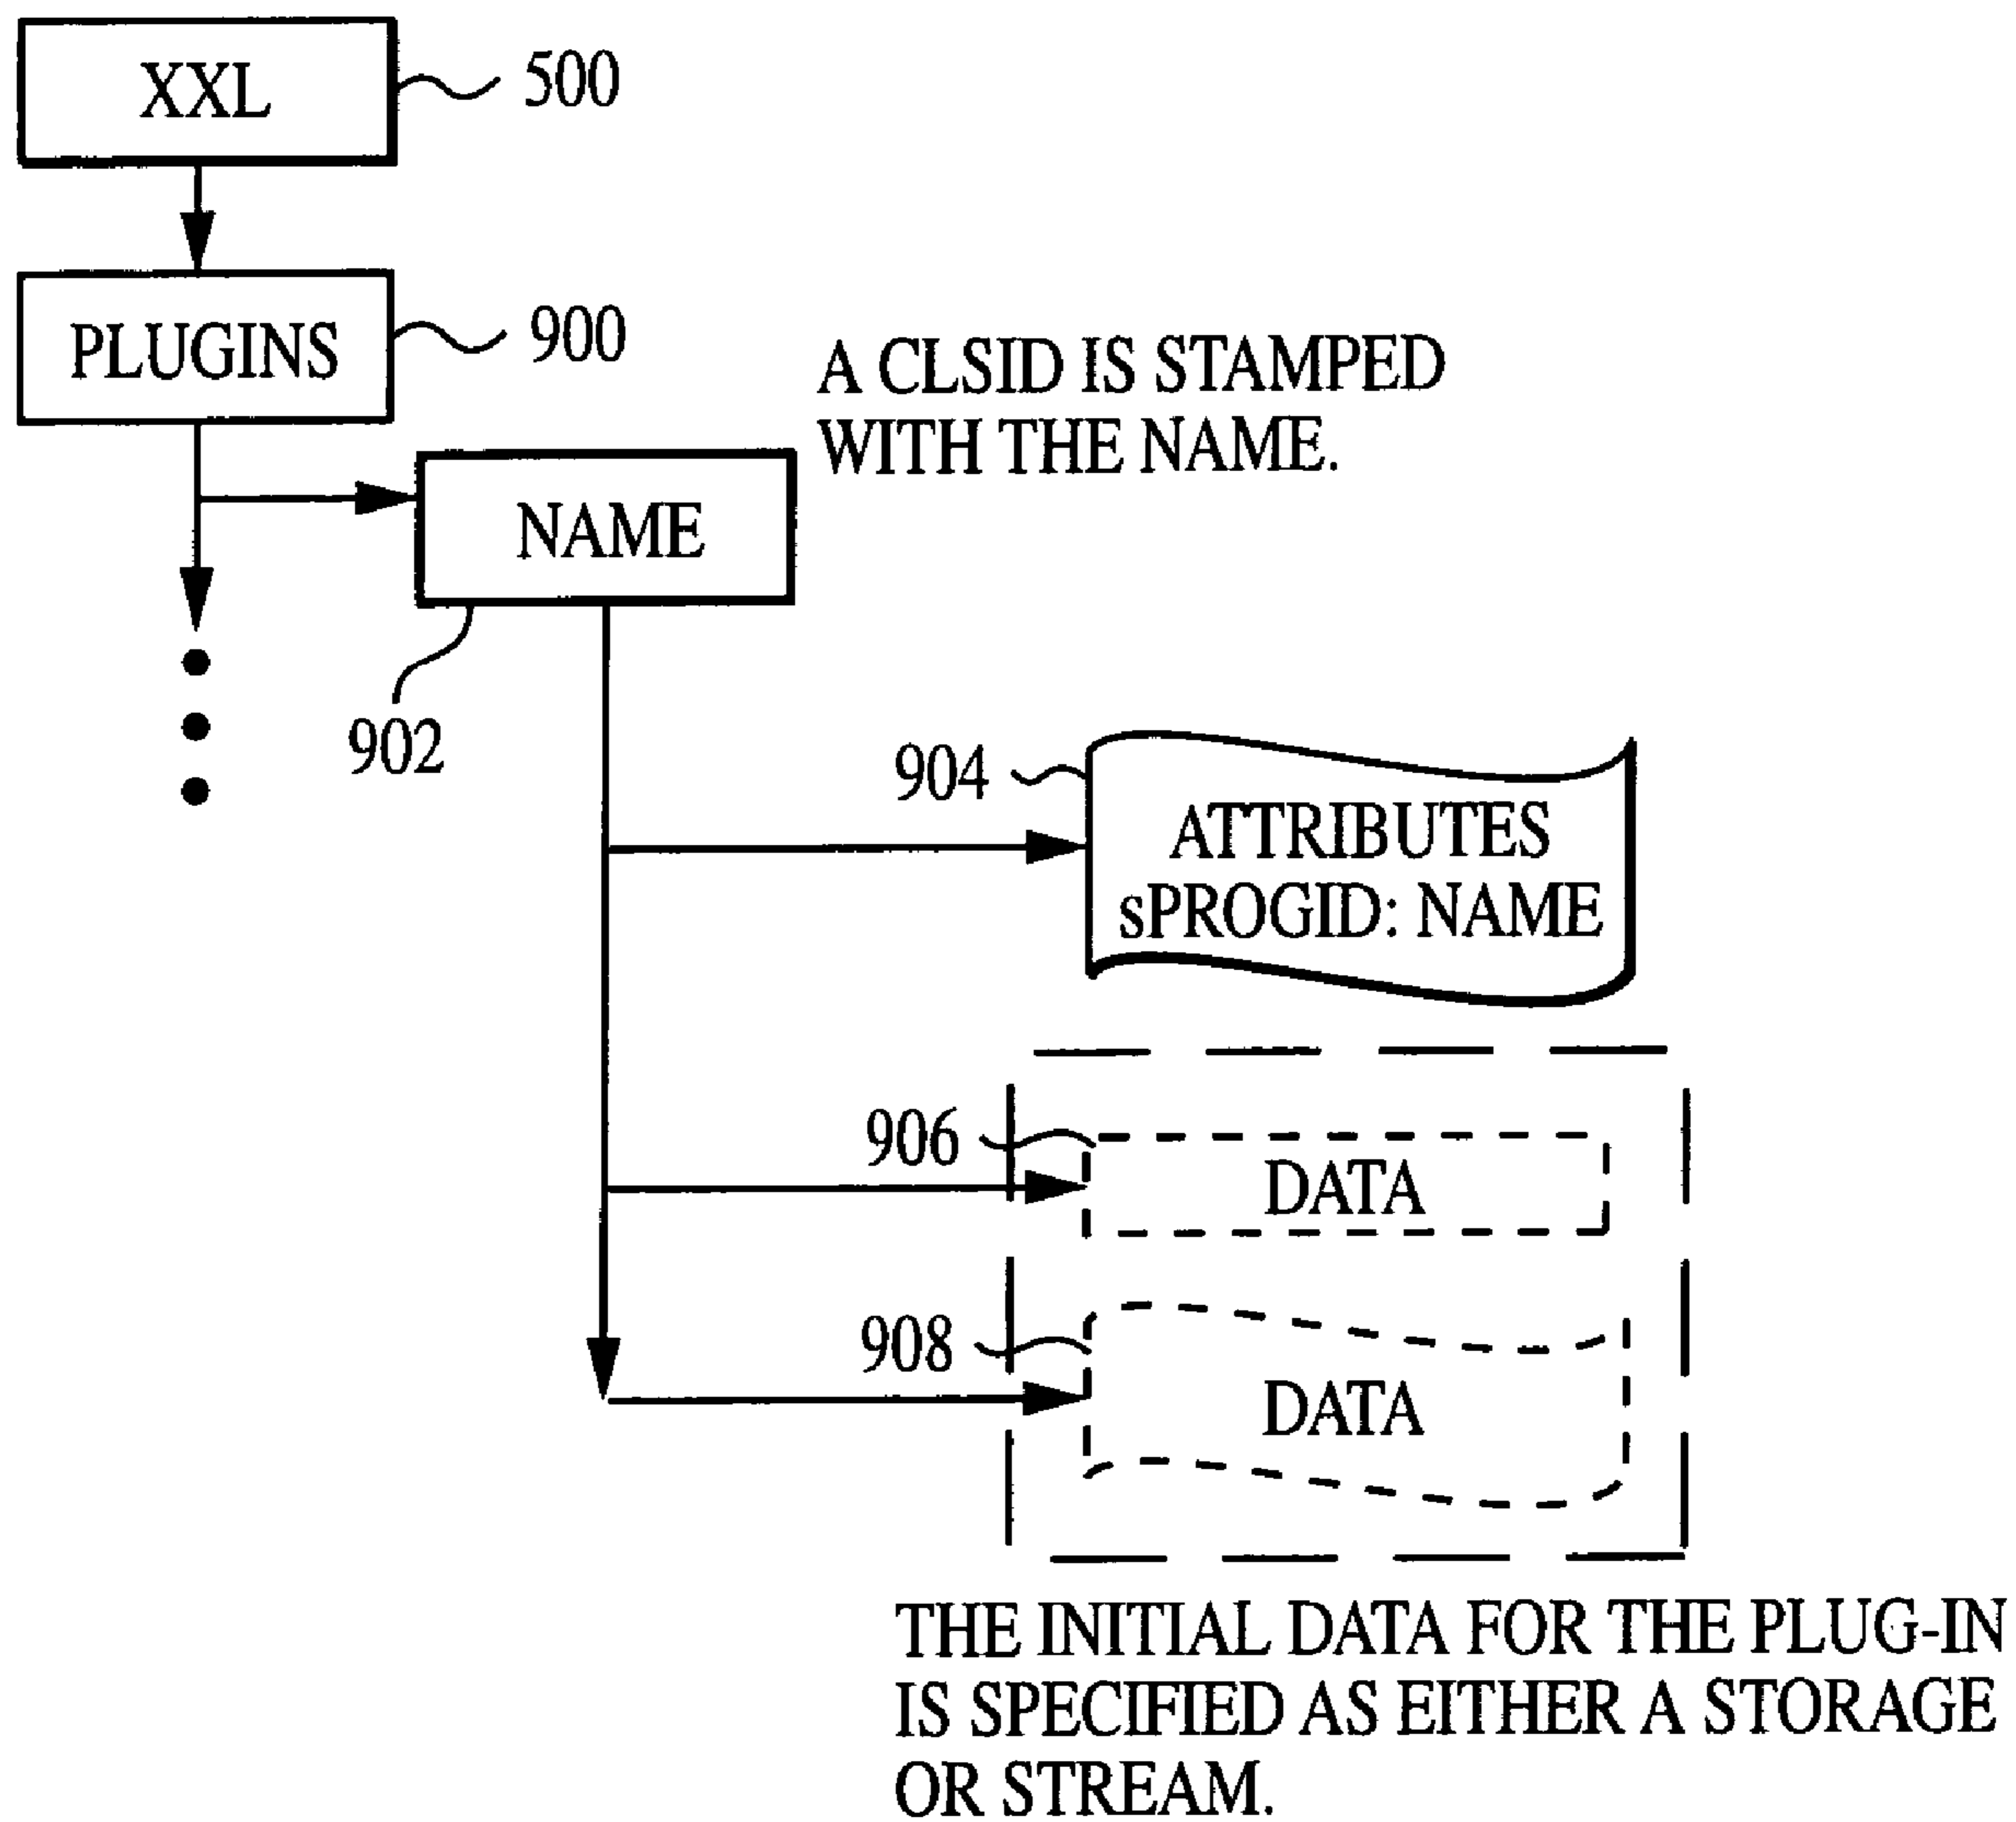 XXL
500
PLUGINS
900
A CLSID IS STAMPED
WITH THE NAME.
NAME
902
904
ATTRIBUTES
sPROGID: NAME
906
DATA
908
DATA
THE INITIAL DATA FOR THE PLUG-IN
IS SPECIFIED AS EITHER A STORAGE
OR STREAM.